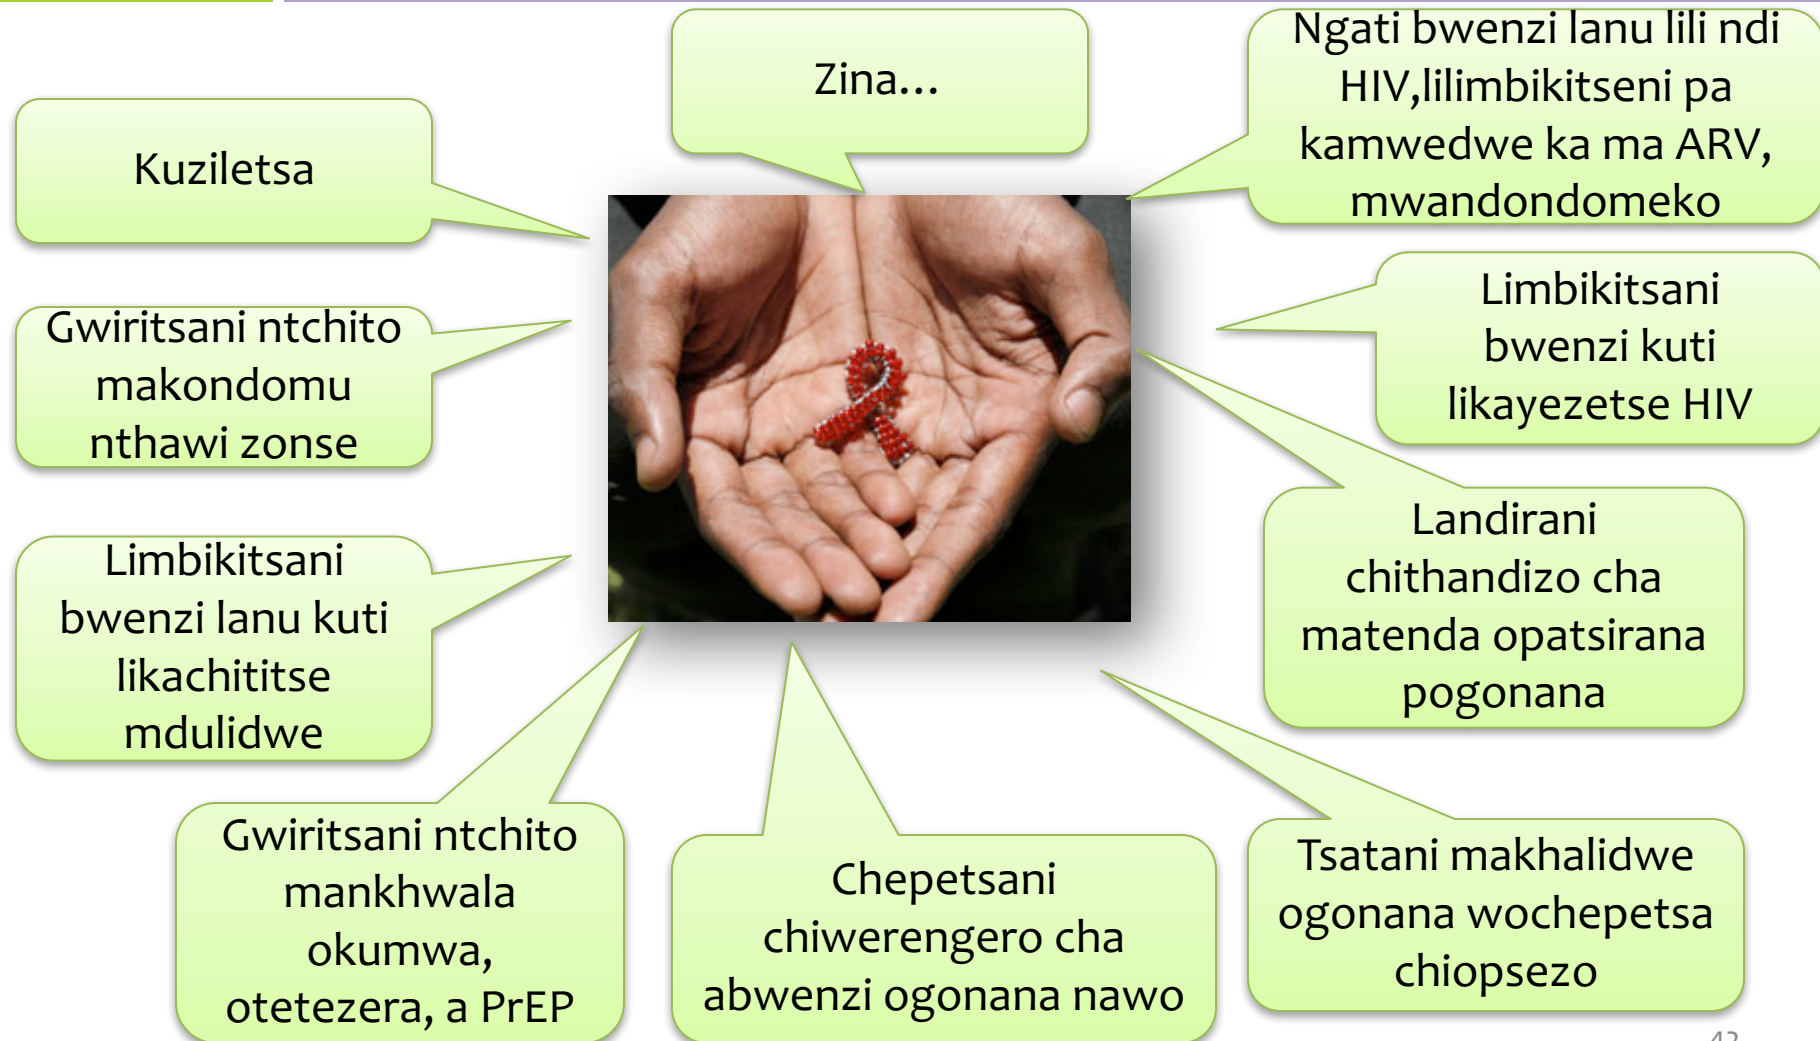 Zina…
Ngati bwenzi lanu lili ndi
HIV,lilimbikitseni pa
kamwedwe ka ma ARV,
mwandondomeko
Kuziletsa
Limbikitsani
bwenzi kuti
likayezetse HIV
Gwiritsani ntchito
makondomu
nthawi zonse
Landirani
chithandizo cha
matenda opatsirana
pogonana
Limbikitsani
bwenzi lanu kuti
likachititse
mdulidwe
Gwiritsani ntchito
mankhwala
okumwa,
otetezera, a PrEP
Chepetsani
chiwerengero cha
abwenzi ogonana nawo
Tsatani makhalidwe
ogonana wochepetsa
chiopsezo